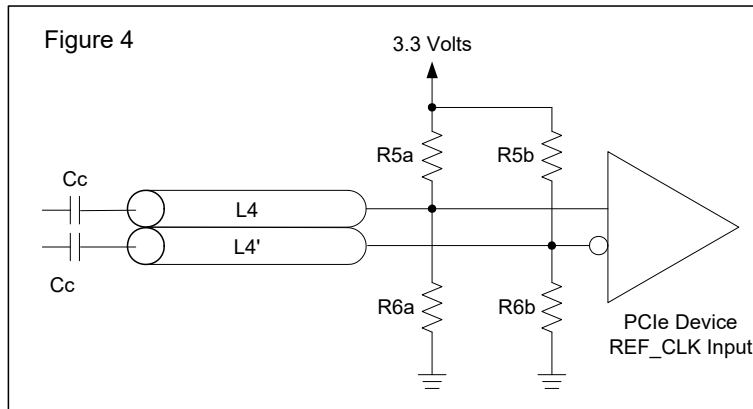 Figure 4
3.3 Volts
R5a
R5b
Cc
L4
L4'
Cc
R6a
R6b
PCIe Device
REF_CLK Input